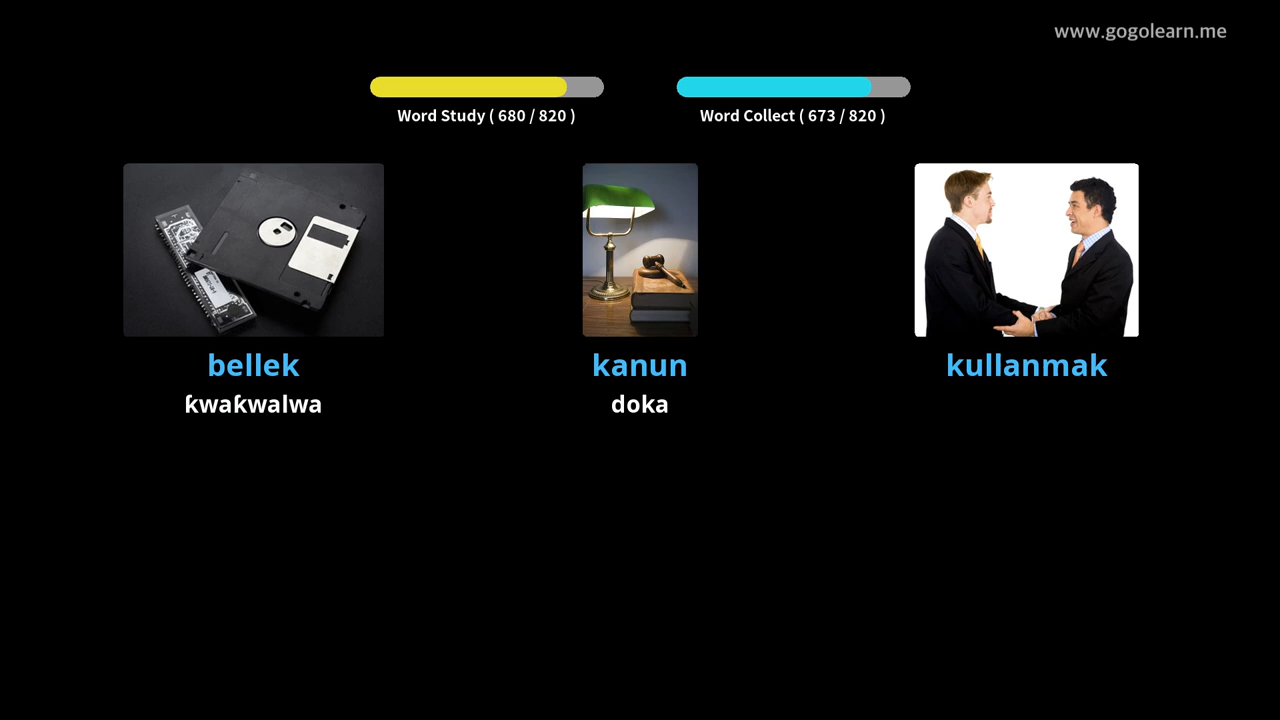 www.gogolearn.me
Word Study ( 680 / 820 )
Word Collect ( 673 / 820 )
bellek
kanun
kullanmak
ƙwaƙwalwa
doka